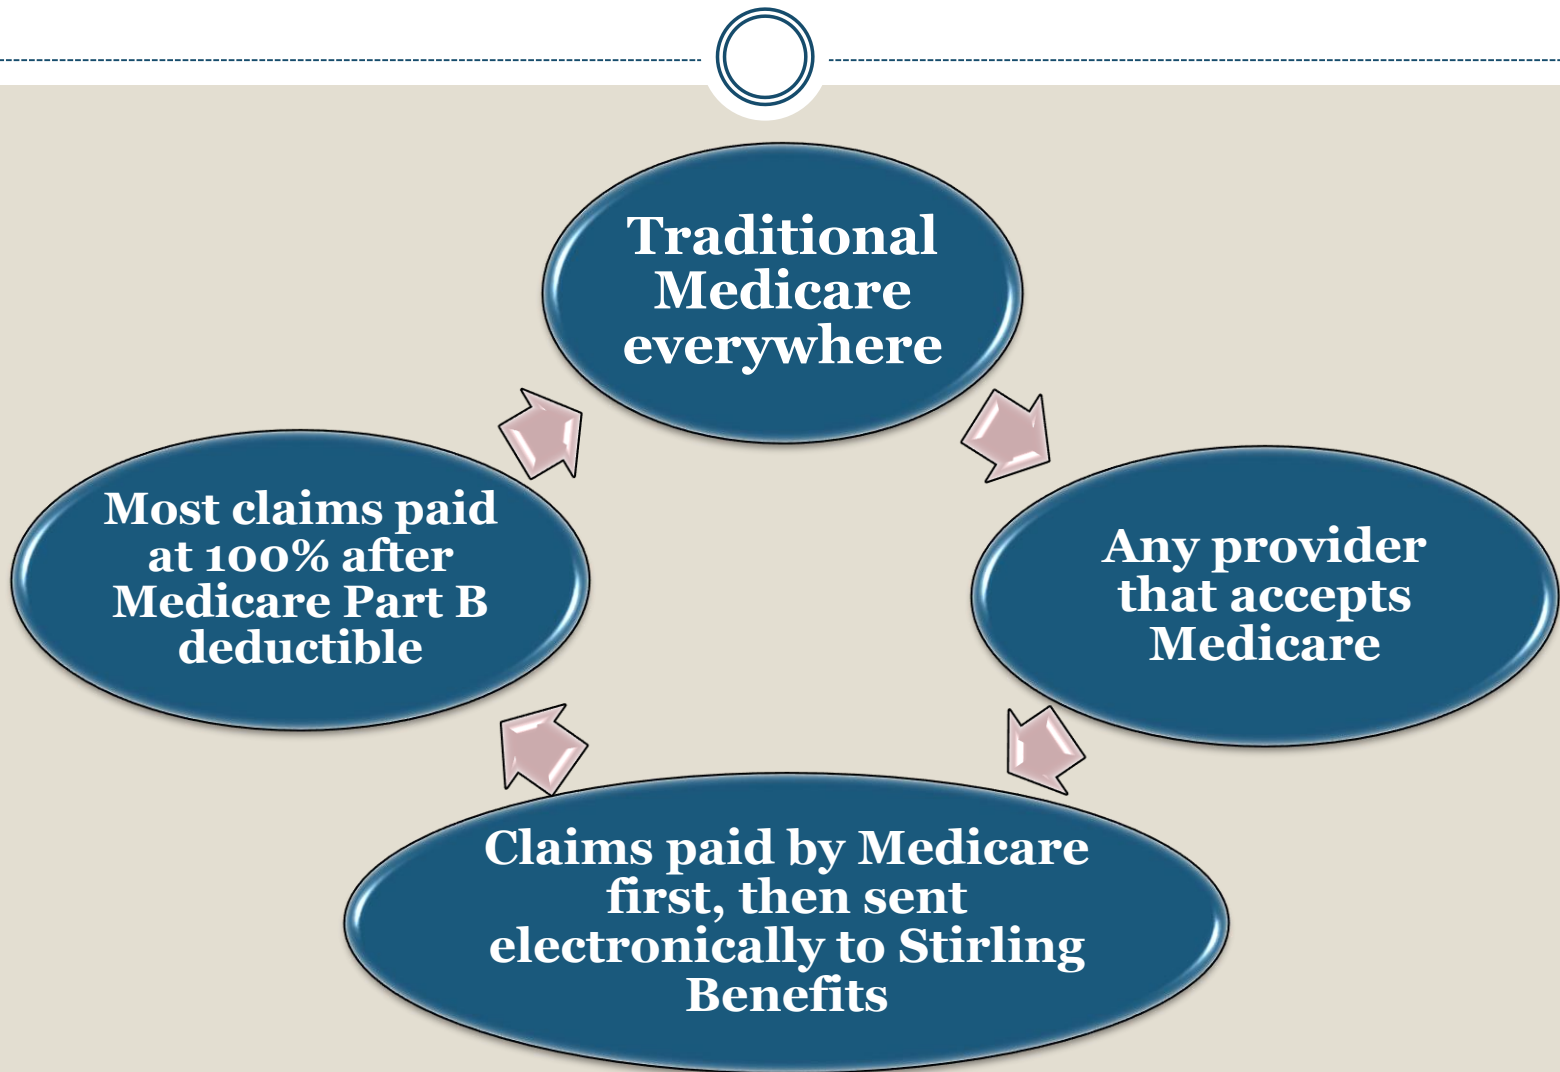 Traditional
Medicare
everywhere
Any provider
that accepts
Medicare
Claims paid by Medicare
first, then sent
electronically to Stirling
Benefits
Most claims paid
at 100% after
Medicare Part B
deductible